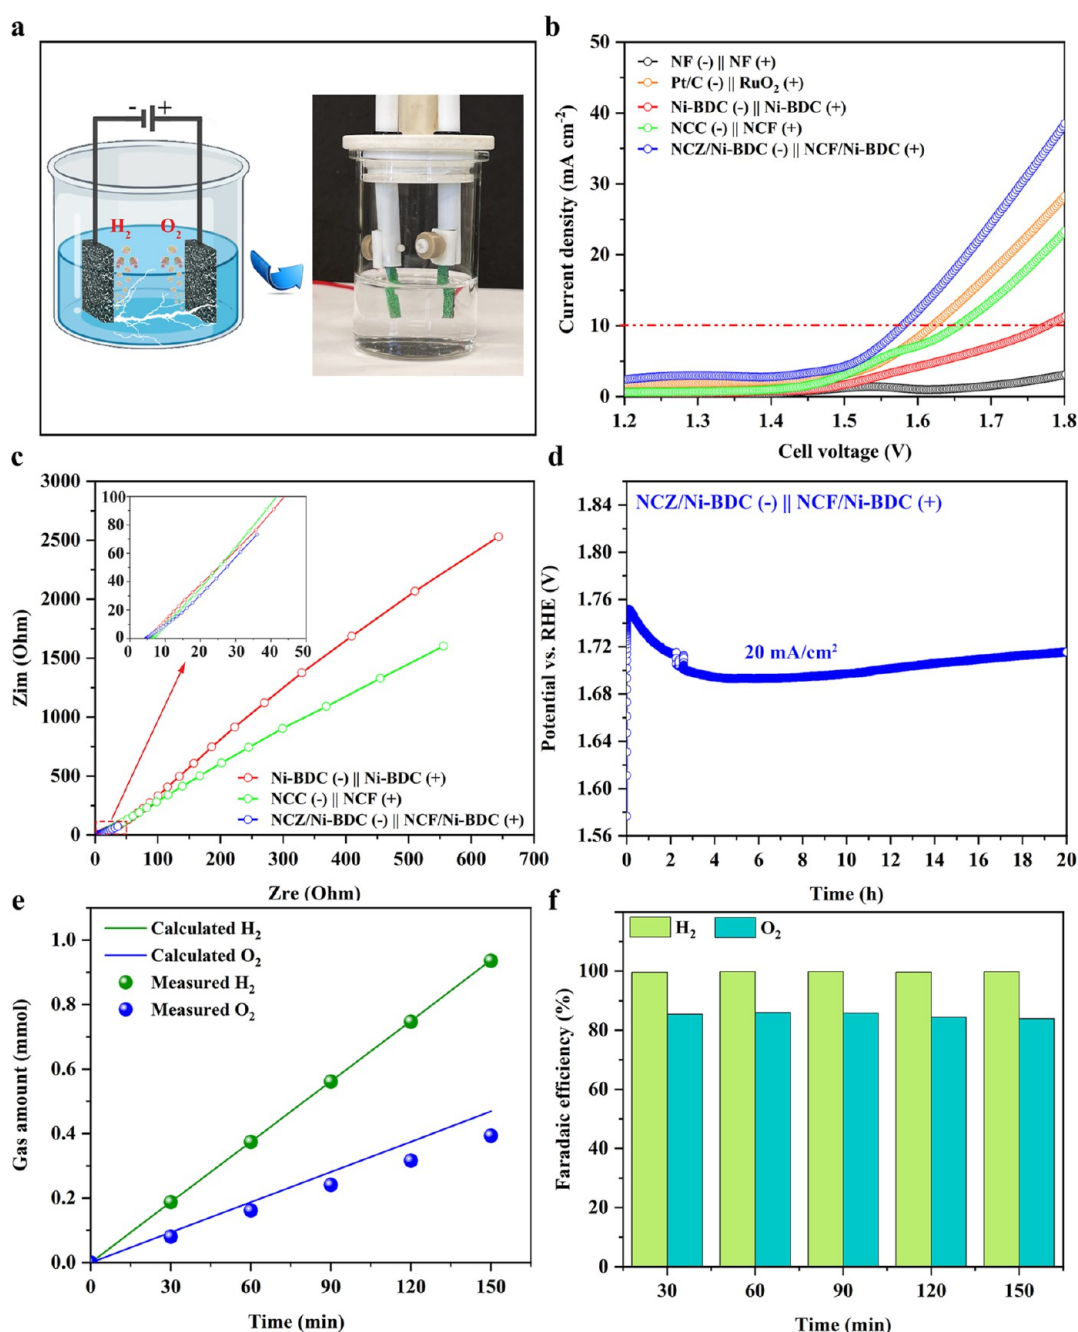 a
- +
H₂ O₂
b
Current density (mA cm⁻²)
50
40
30
20
10
0
NF (-) || NF (+)
Pt/C (-) || RuO₂ (+)
Ni-BDC (-) || Ni-BDC (+)
NCC (-) || NCF (+)
NCZ/Ni-BDC (-) || NCF/Ni-BDC (+)
1.2 1.3 1.4 1.5 1.6 1.7 1.8
Cell voltage (V)
c
Zim (Ohm)
3000
2500
2000
1500
1000
500
0
100
80
60
40
20
0
10 20 30 40 50
Ni-BDC (-) || Ni-BDC (+)
NCC (-) || NCF (+)
NCZ/Ni-BDC (-) || NCF/Ni-BDC (+)
0 100 200 300 400 500 600 700
Zre (Ohm)
d
Potential vs. RHE (V)
1.84
1.80
1.76
1.72
1.68
1.64
1.60
1.56
NCZ/Ni-BDC (-) || NCF/Ni-BDC (+)
20 mA/cm²
0 2 4 6 8 10 12 14 16 18 20
Time (h)
e
Gas amount (mmol)
1.0
0.8
0.6
0.4
0.2
0.0
Calculated H₂
Calculated O₂
Measured H₂
Measured O₂
0 30 60 90 120 150
Time (min)
f
Faradaic efficiency (%)
100
80
60
40
20
0
H₂ O₂
30 60 90 120 150
Time (min)